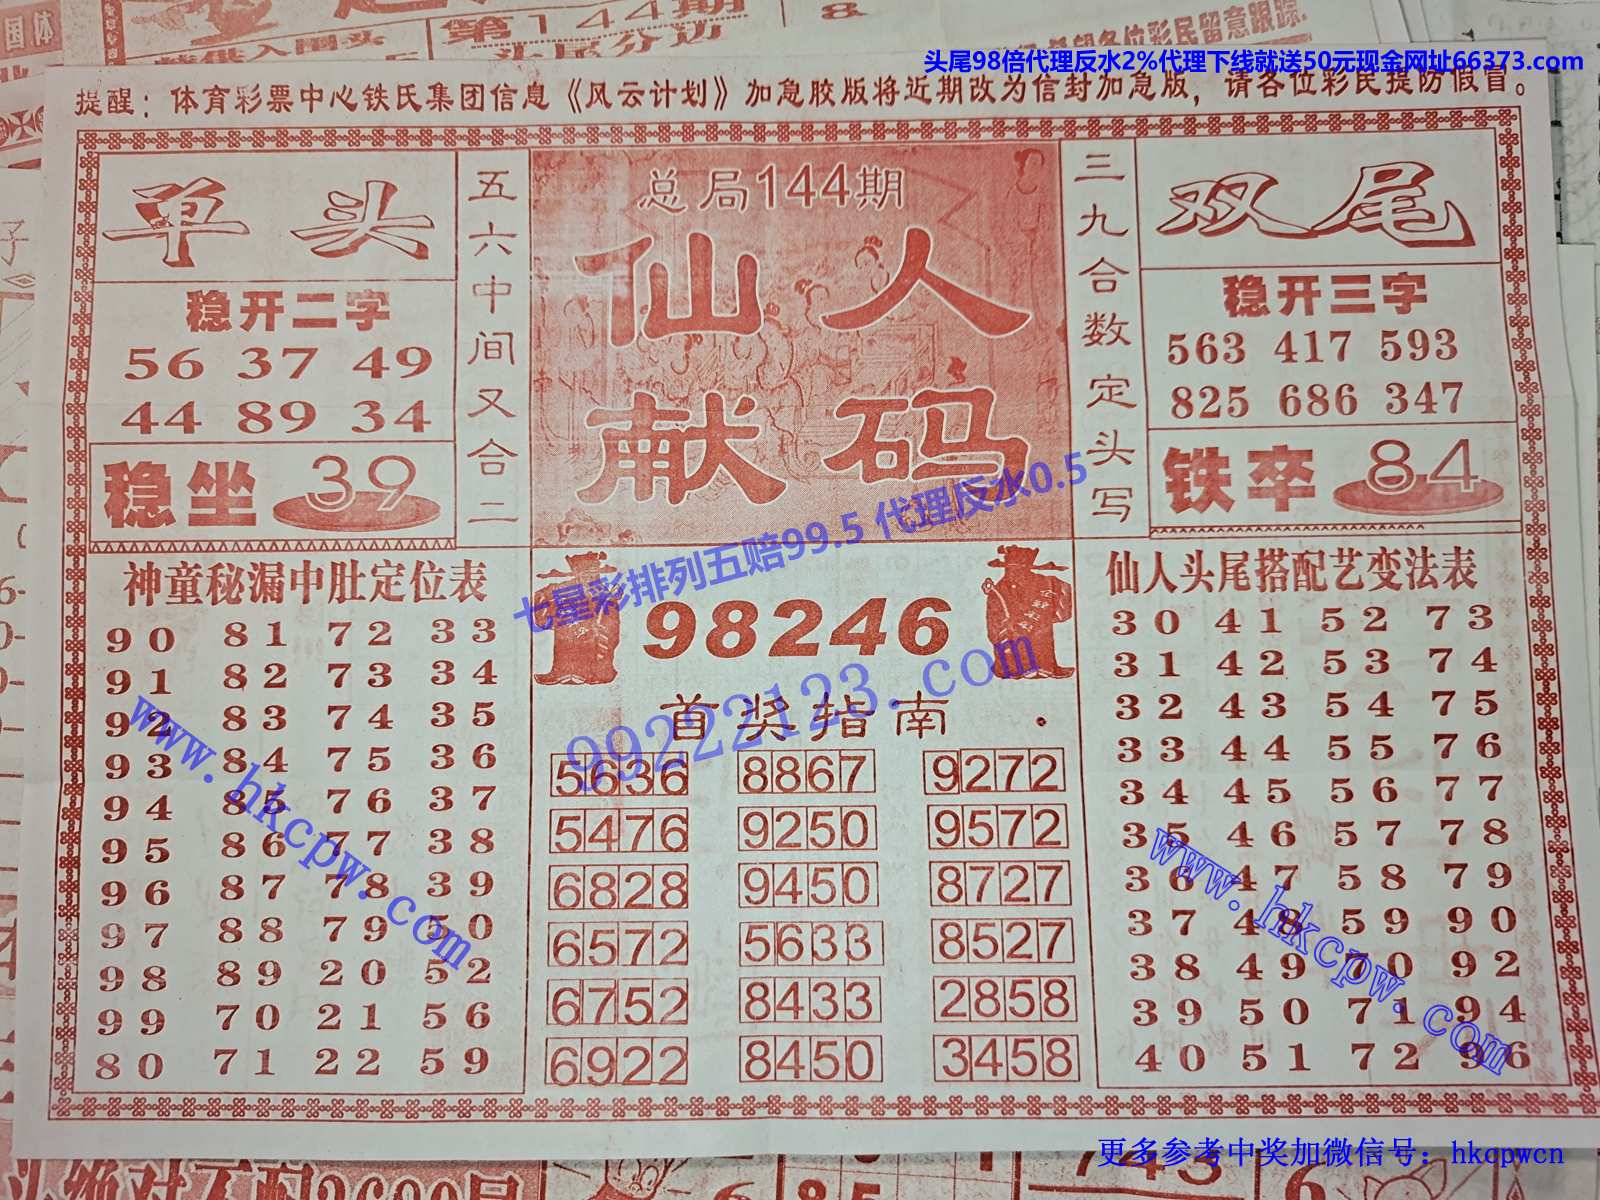 第144期
8
头尾98倍代理反水2%代理下线就送50元现金网址66373.com
提醒：体育彩票中心铁氏集团信息《风云计划》加急胶版将近期改为信封加急版，请各位彩民提防假冒。
单头
稳开二字
56 37 49
44 89 34
稳坐 39
五六中间又合二
总局144期
仙人
献码
三九合数定头写
双尾
稳开三字
563 417 593
825 686 347
铁卒 84
七星彩排列五赔99.5 代理反水0.5
神童秘漏中肚定位表
90 81 72 33
91 82 73 34
92 83 74 35
93 84 75 36
94 85 76 37
95 86 77 38
96 87 78 39
97 88 79 50
98 89 20 52
99 70 21 56
80 71 22 59
www.hkcpw.com
98246
99222123.com
首奖指南
5636 8867 9272
5476 9250 9572
6828 9450 8727
6572 5633 8527
6752 8433 2858
6922 8450 3458
仙人头尾搭配艺变法表
30 41 52 73
31 42 53 74
32 43 54 75
33 44 55 76
34 45 56 77
35 46 57 78
36 47 58 79
37 48 59 90
38 49 70 92
39 50 71 94
40 51 72 96
www.hkcpw.com
更多参考中奖加微信号：hkcpwcn
743